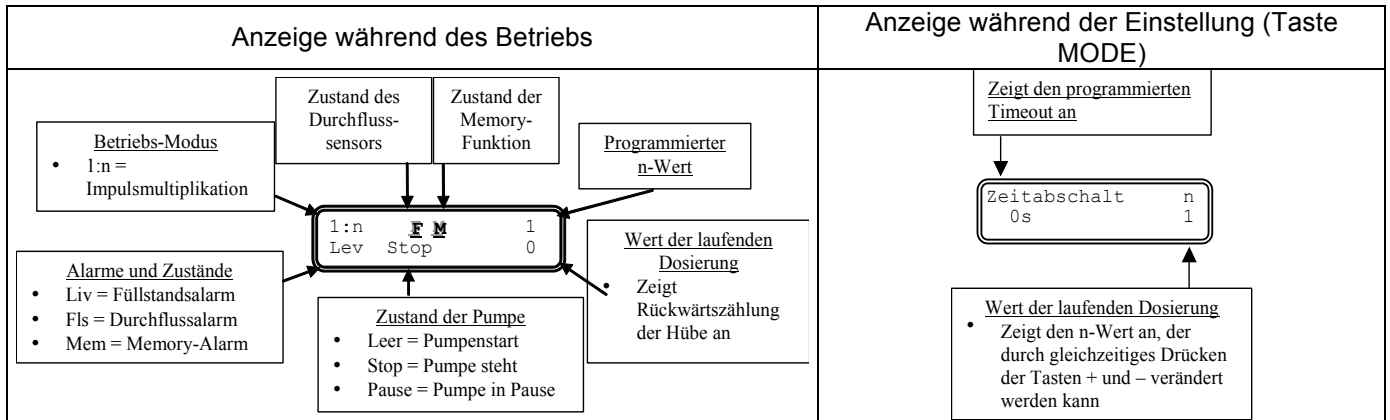 Anzeige während des Betriebs
Anzeige während der Einstellung (Taste
MODE)
Zustand des
Durchfluss-
sensors
Zustand der
Memory-
Funktion
Betriebs-Modus
• 1:n =
Impulsmultiplikation
Programmierter
n-Wert
1:n F M 1
Lev Stop 0
Alarme und Zustände
• Liv = Füllstandsalarm
• Fls = Durchflussalarm
• Mem = Memory-Alarm
Zustand der Pumpe
• Leer = Pumpenstart
• Stop = Pumpe steht
• Pause = Pumpe in Pause
Wert der laufenden
Dosierung
• Zeigt
Rückwärtszählung
der Hübe an
Zeigt den programmierten
Timeout an
Zeitabschalt n
0s 1
Wert der laufenden Dosierung
• Zeigt den n-Wert an, der
durch gleichzeitiges Drücken
der Tasten + und – verändert
werden kann